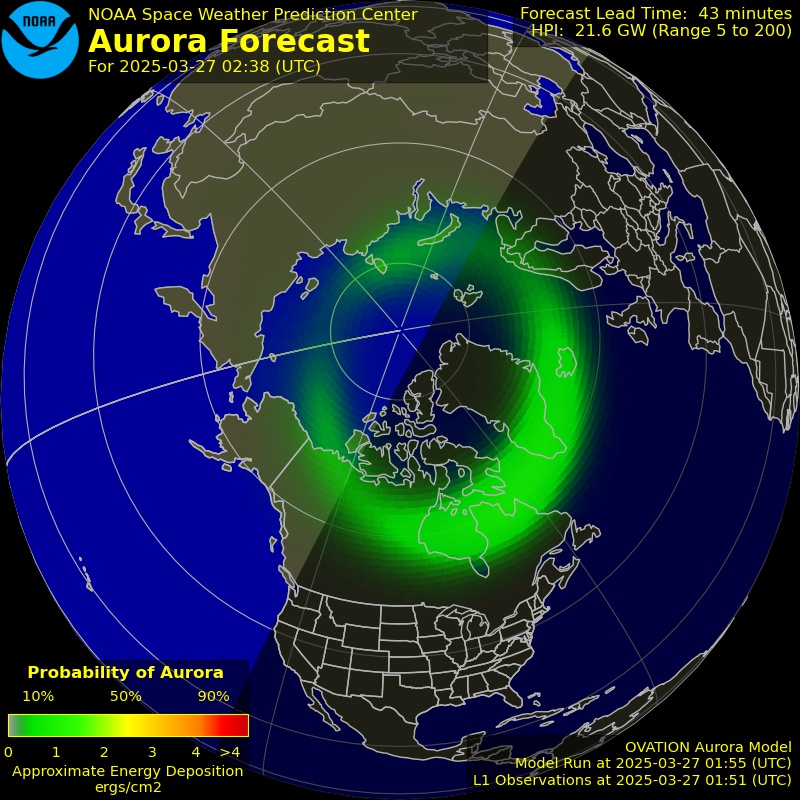 NOAA
NOAA Space Weather Prediction Center
Aurora Forecast
For 2025-03-27 02:38 (UTC)
Forecast Lead Time: 43 minutes
HPI: 21.6 GW (Range 5 to 200)
Probability of Aurora
10% 50% 90%
0 1 2 3 4 >4
Approximate Energy Deposition
ergs/cm2
OVATION Aurora Model
Model Run at 2025-03-27 01:55 (UTC)
L1 Observations at 2025-03-27 01:51 (UTC)